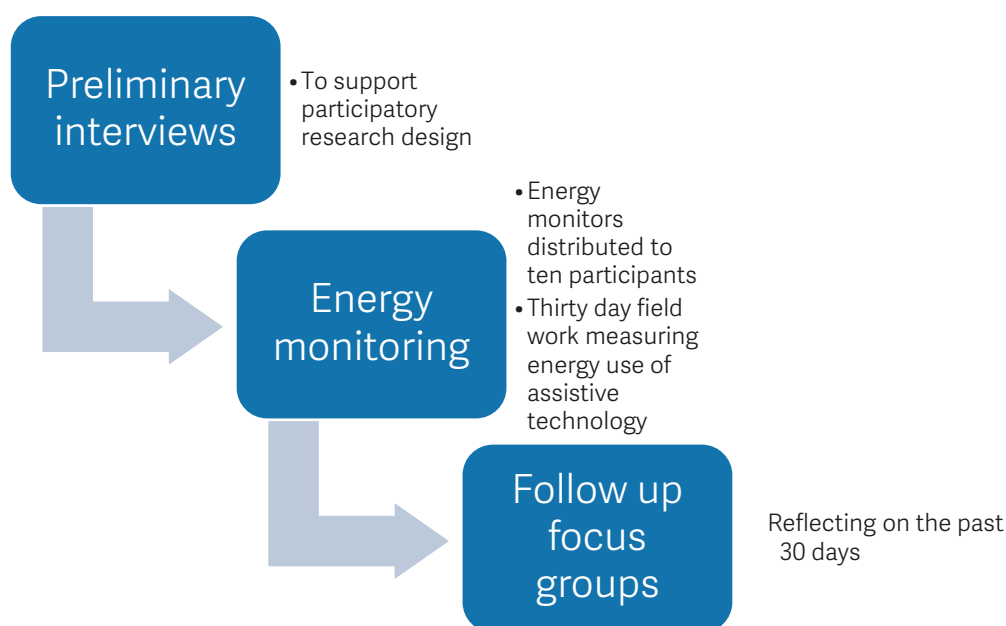 Preliminary
interviews
• To support
participatory
research design
Energy
monitoring
• Energy
monitors
distributed to
ten participants
• Thirty day field
work measuring
energy use of
assistive
technology
Follow up
focus
groups
Reflecting on the past
30 days